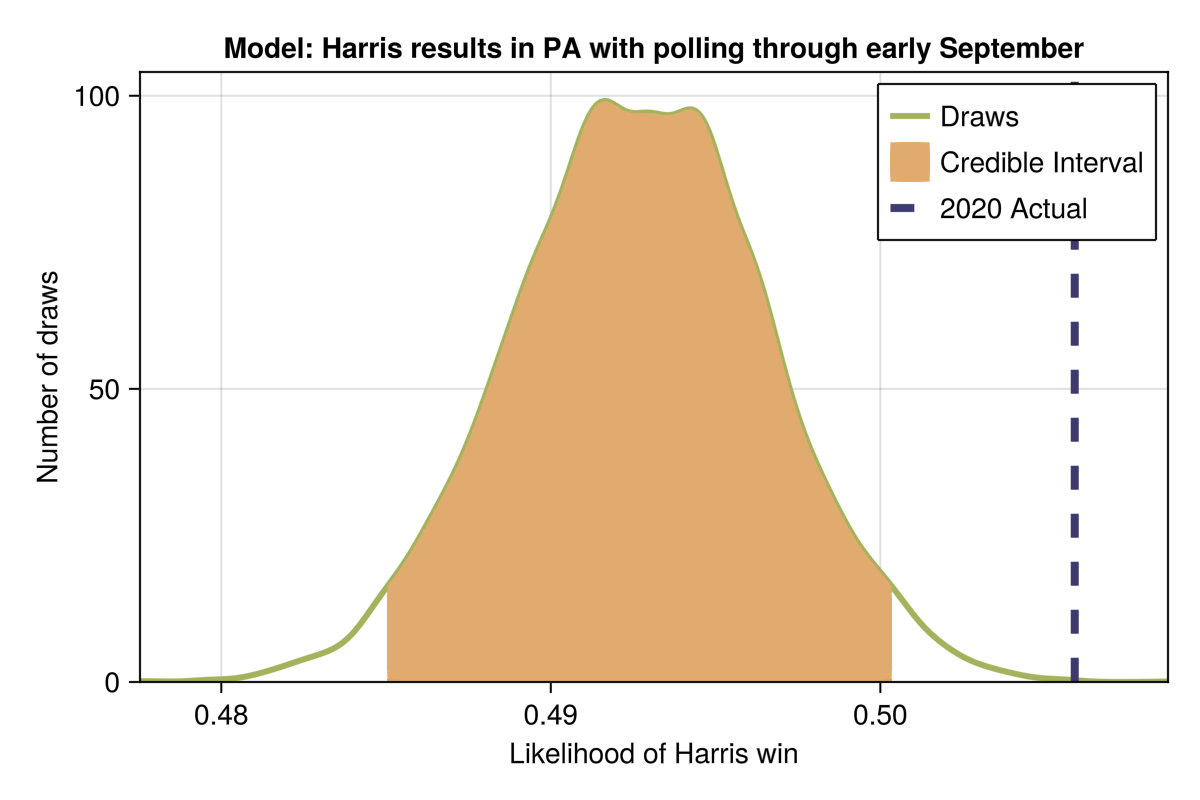 Model: Harris results in PA with polling through early September
Draws
Credible Interval
2020 Actual
Number of draws
100
50
0
0.48
0.49
0.50
Likelihood of Harris win